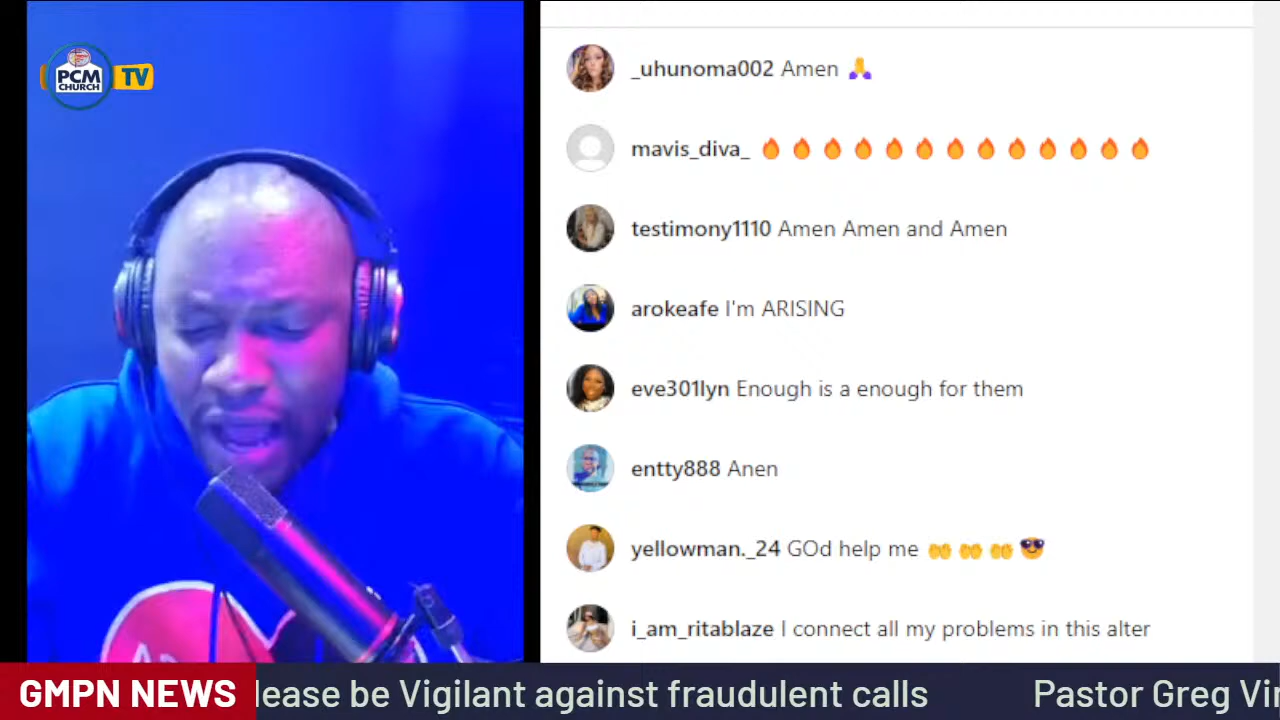 PCM
CHURCH
TV
_uhunoma002 Amen 🙏
mavis_diva_ 🔥🔥🔥🔥🔥🔥🔥🔥🔥🔥🔥🔥🔥
testimony1110 Amen Amen and Amen
arokeafe I'm ARISING
eve301lyn Enough is a enough for them
entty888 Anen
yellowman._24 GOd help me 👐👐👐😎
i_am_ritablaze I connect all my problems in this alter
GMPN NEWS
lease be Vigilant against fraudulent calls
Pastor Greg